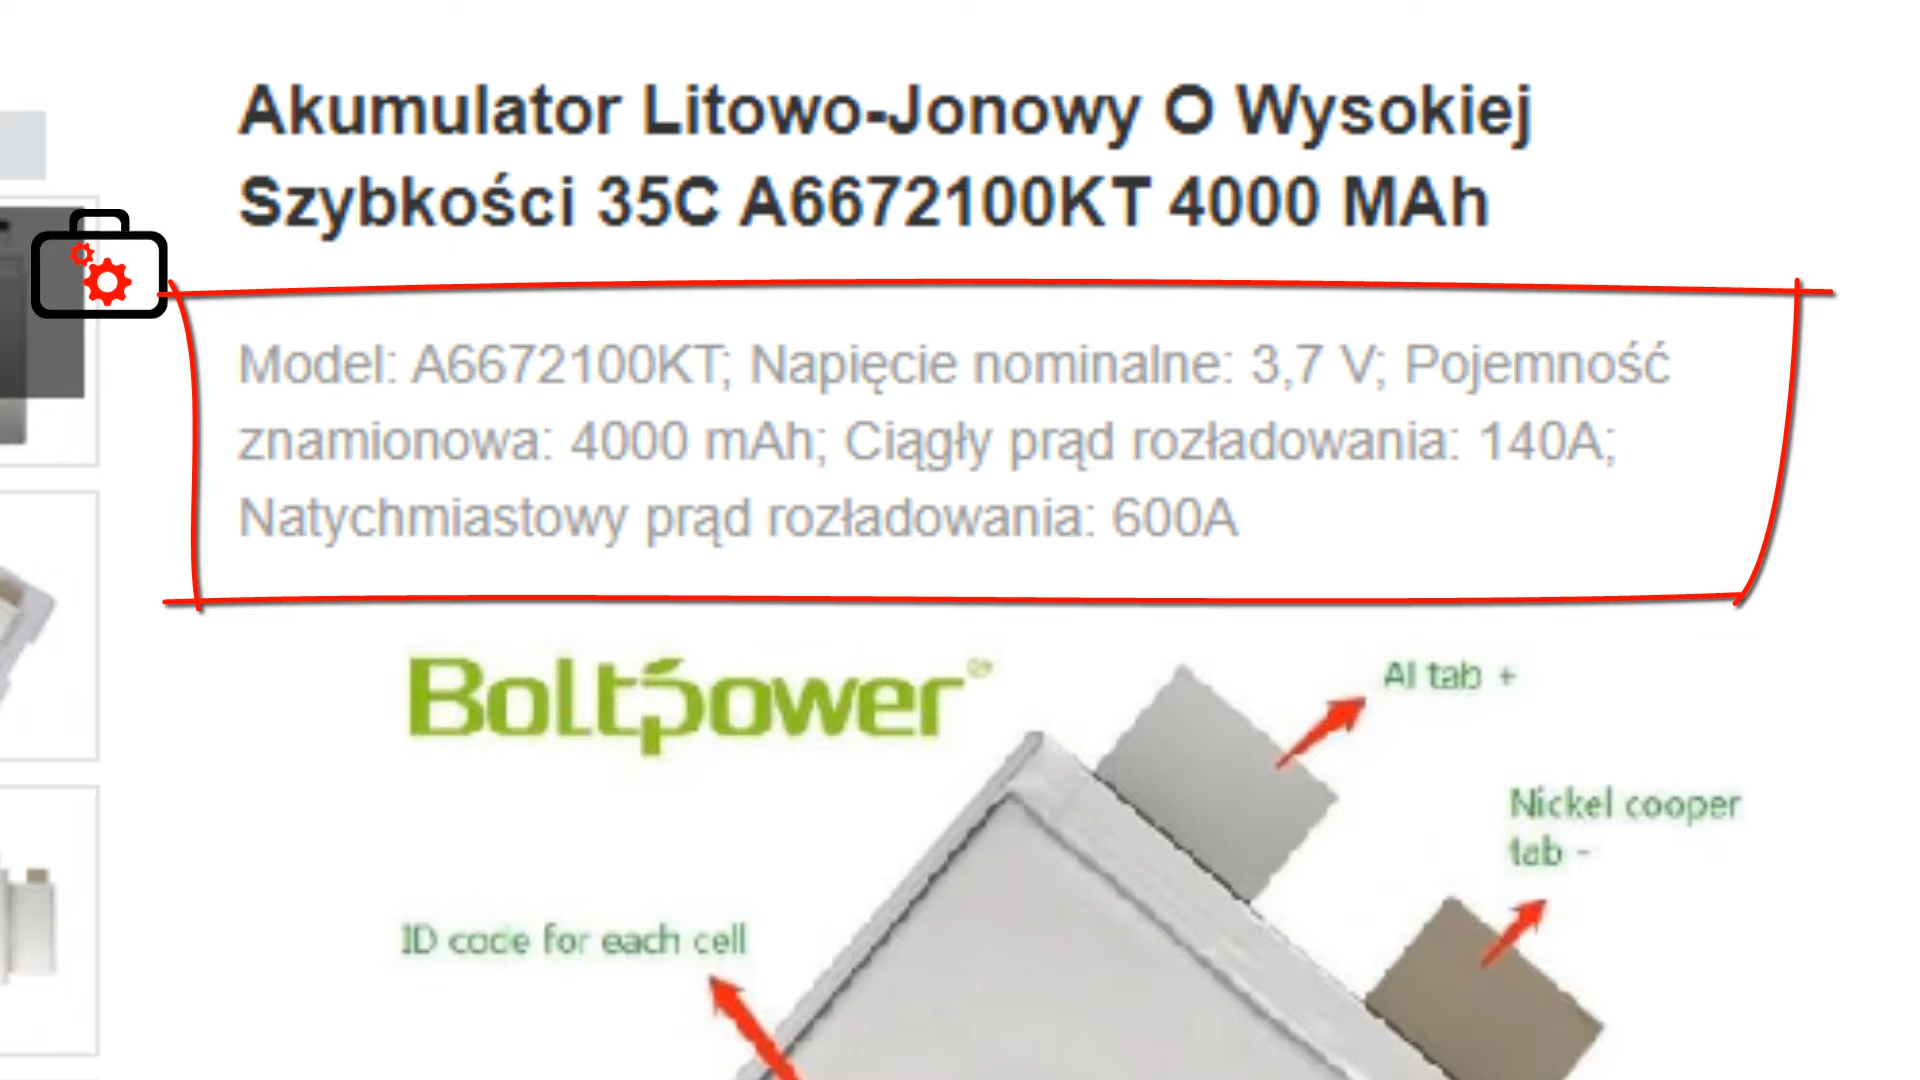 Akumulator Litowo-Jonowy O Wysokiej
Szybkości 35C A6672100KT 4000 MAh
Model: A6672100KT; Napięcie nominalne: 3,7 V; Pojemność
znamionowa: 4000 mAh; Ciągły prąd rozładowania: 140A;
Natychmiastowy prąd rozładowania: 600A
Boltpower
Al tab +
Nickel cooper
tab -
ID code for each cell